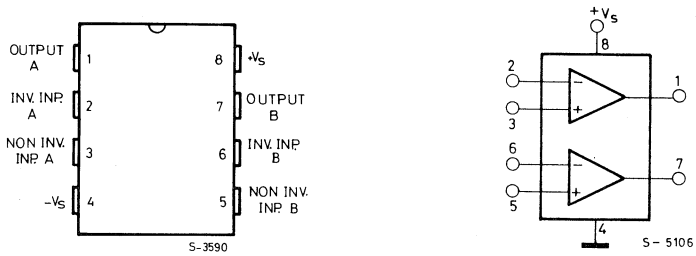 OUTPUT
A
1
8
+Vs
INV. INP.
A
2
7
OUTPUT
B
NON INV.
INP. A
3
6
INV. INP.
B
-Vs
4
5
NON INV.
INP. B
S-3590
+Vs
8
2
-
1
3
+
6
-
7
5
+
4
S-5106